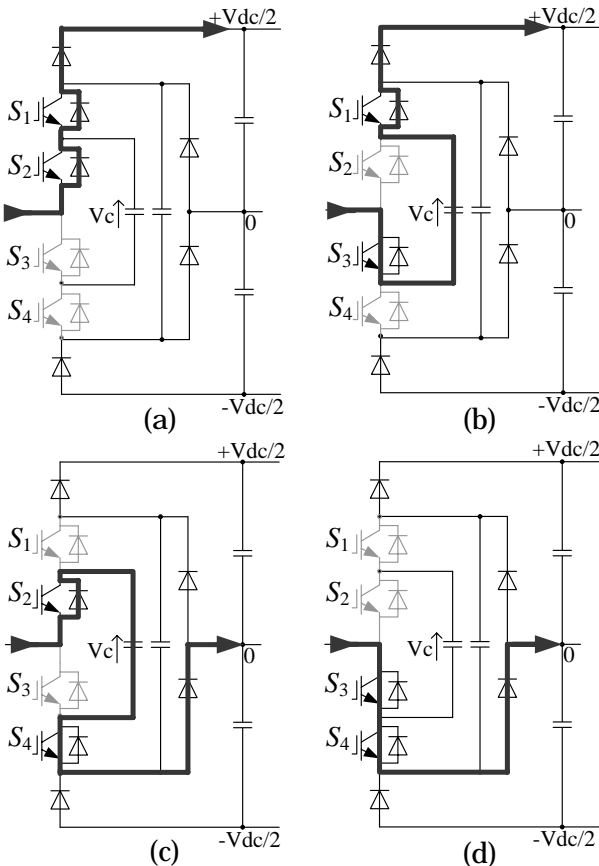 +Vdc/2
S1
S2
Vc
0
S3
S4
-Vdc/2
(a)
+Vdc/2
S1
S2
Vc
0
S3
S4
-Vdc/2
(b)
+Vdc/2
S1
S2
Vc
0
S3
S4
-Vdc/2
(c)
+Vdc/2
S1
S2
Vc
0
S3
S4
-Vdc/2
(d)